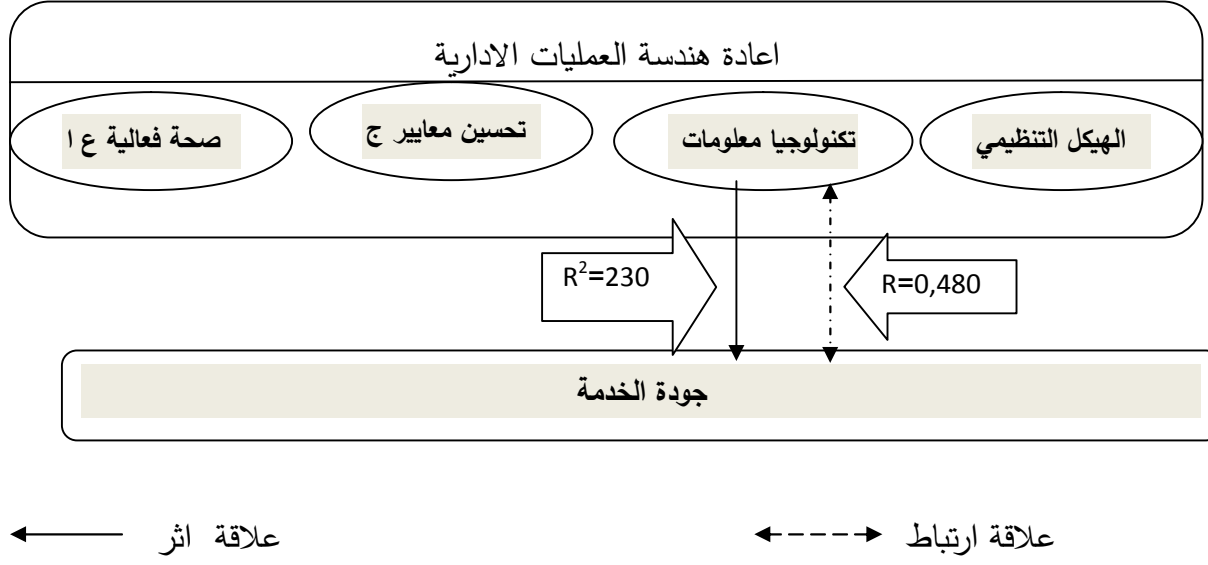 اعادة هندسة العمليات الادارية
الهيكل التنظيمي
تكنولوجيا معلومات
تحسين معايير ج
صحة فعالية ع ا
R=0,480
R²=230
جودة الخدمة
علاقة ارتباط
علاقة اثر